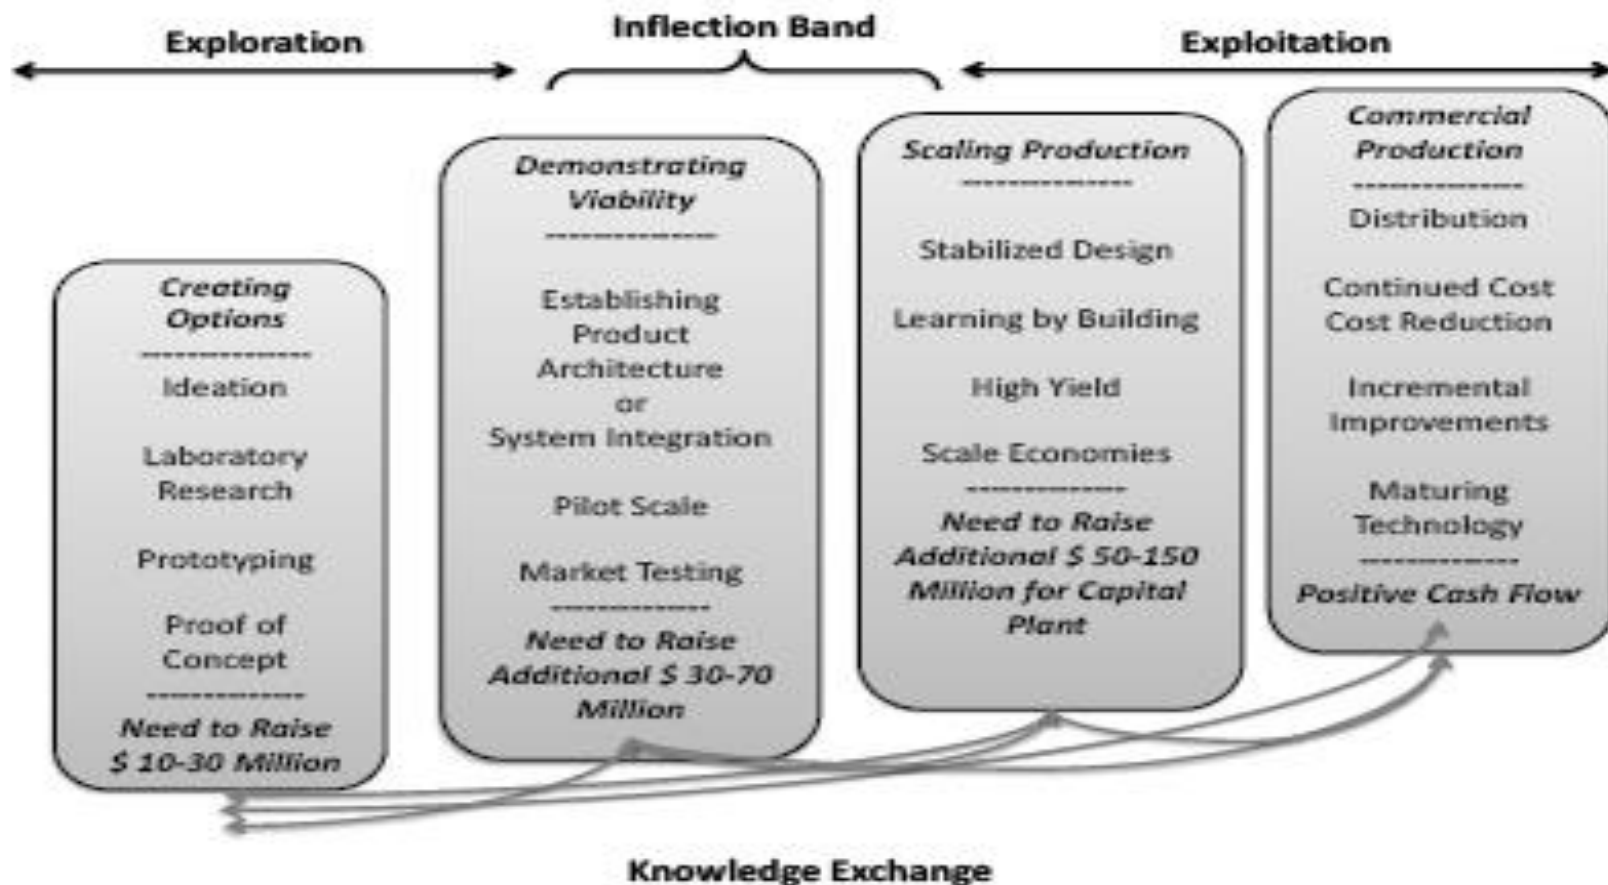 Exploration
Inflection Band
Exploitation
Creating
Options
---------------
Ideation
Laboratory
Research
Prototyping
Proof of
Concept
--------------
Need to Raise
$ 10-30 Million
Demonstrating
Viability
---------------
Establishing
Product
Architecture
or
System Integration
Pilot Scale
Market Testing
--------------
Need to Raise
Additional $ 30-70
Million
Scaling Production
---------------
Stabilized Design
Learning by Building
High Yield
Scale Economies
--------------
Need to Raise
Additional $ 50-150
Million for Capital
Plant
Commercial
Production
---------------
Distribution
Continued Cost
Cost Reduction
Incremental
Improvements
Maturing
Technology
--------------
Positive Cash Flow
Knowledge Exchange